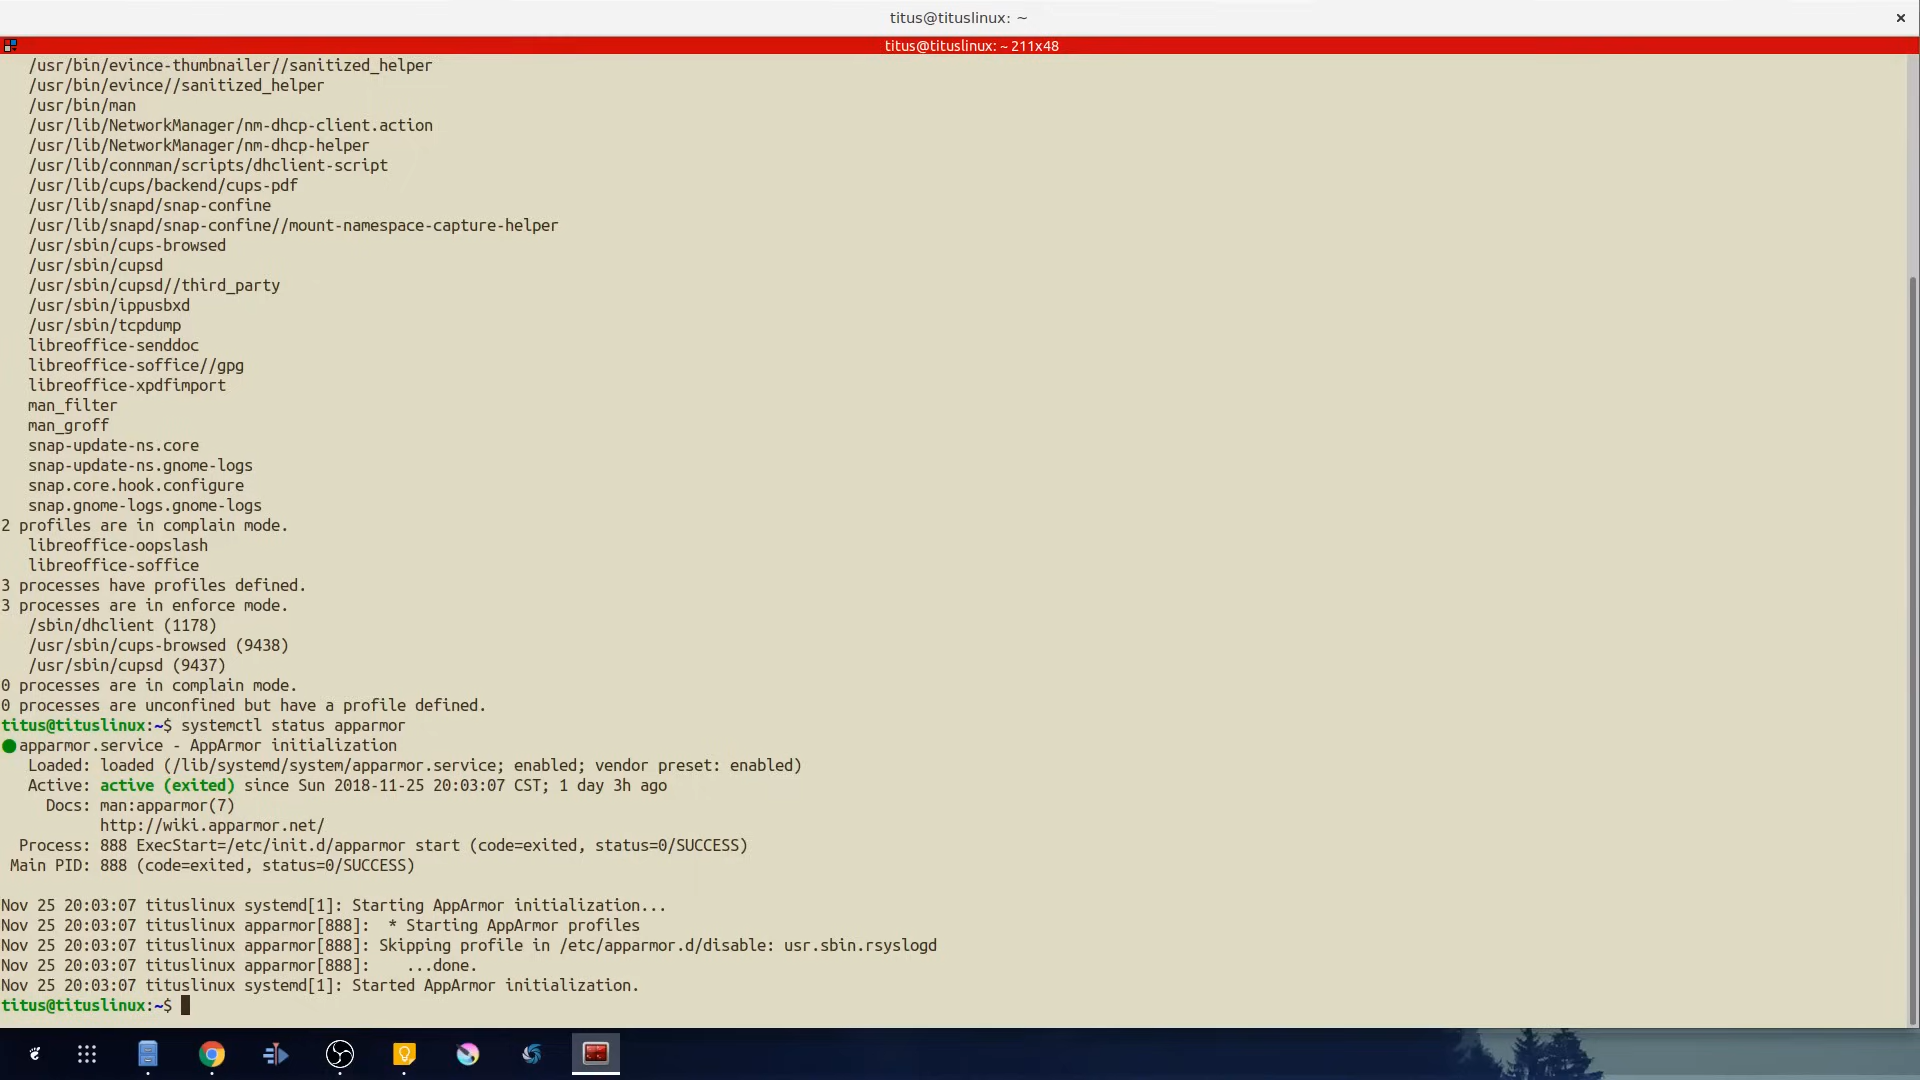 titus@tituslinux: ~
titus@tituslinux: ~ 211x48
/usr/bin/evince-thumbnailer//sanitized_helper
/usr/bin/evince//sanitized_helper
/usr/bin/man
/usr/lib/NetworkManager/nm-dhcp-client.action
/usr/lib/NetworkManager/nm-dhcp-helper
/usr/lib/connman/scripts/dhclient-script
/usr/lib/cups/backend/cups-pdf
/usr/lib/snapd/snap-confine
/usr/lib/snapd/snap-confine//mount-namespace-capture-helper
/usr/sbin/cups-browsed
/usr/sbin/cupsd
/usr/sbin/cupsd//third_party
/usr/sbin/ippusbxd
/usr/sbin/tcpdump
libreoffice-senddoc
libreoffice-soffice//gpg
libreoffice-xpdfimport
man_filter
man_groff
snap-update-ns.core
snap-update-ns.gnome-logs
snap.core.hook.configure
snap.gnome-logs.gnome-logs
2 profiles are in complain mode.
libreoffice-oopslash
libreoffice-soffice
3 processes have profiles defined.
3 processes are in enforce mode.
/sbin/dhclient (1178)
/usr/sbin/cups-browsed (9438)
/usr/sbin/cupsd (9437)
0 processes are in complain mode.
0 processes are unconfined but have a profile defined.
titus@tituslinux:~$ systemctl status apparmor
● apparmor.service - AppArmor initialization
Loaded: loaded (/lib/systemd/system/apparmor.service; enabled; vendor preset: enabled)
Active: active (exited) since Sun 2018-11-25 20:03:07 CST; 1 day 3h ago
Docs: man:apparmor(7)
http://wiki.apparmor.net/
Process: 888 ExecStart=/etc/init.d/apparmor start (code=exited, status=0/SUCCESS)
Main PID: 888 (code=exited, status=0/SUCCESS)
Nov 25 20:03:07 tituslinux systemd[1]: Starting AppArmor initialization...
Nov 25 20:03:07 tituslinux apparmor[888]:  * Starting AppArmor profiles
Nov 25 20:03:07 tituslinux apparmor[888]: Skipping profile in /etc/apparmor.d/disable: usr.sbin.rsyslogd
Nov 25 20:03:07 tituslinux apparmor[888]:    ...done.
Nov 25 20:03:07 tituslinux systemd[1]: Started AppArmor initialization.
titus@tituslinux:~$